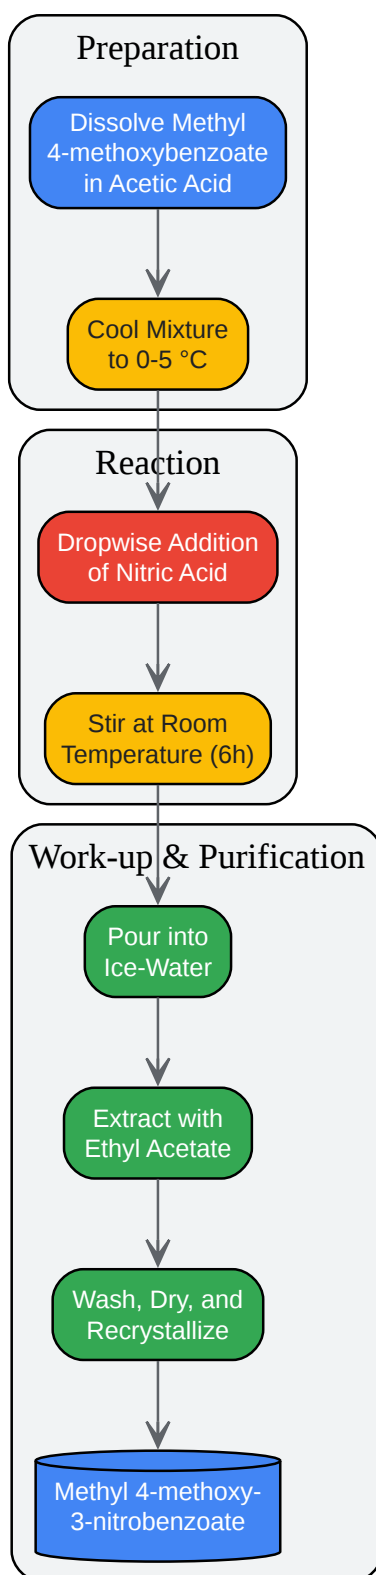 Preparation
Dissolve Methyl
4-methoxybenzoate
in Acetic Acid
Cool Mixture
to 0-5 °C
Reaction
Dropwise Addition
of Nitric Acid
Stir at Room
Temperature (6h)
Work-up & Purification
Pour into
Ice-Water
Extract with
Ethyl Acetate
Wash, Dry, and
Recrystallize
Methyl 4-methoxy-
3-nitrobenzoate